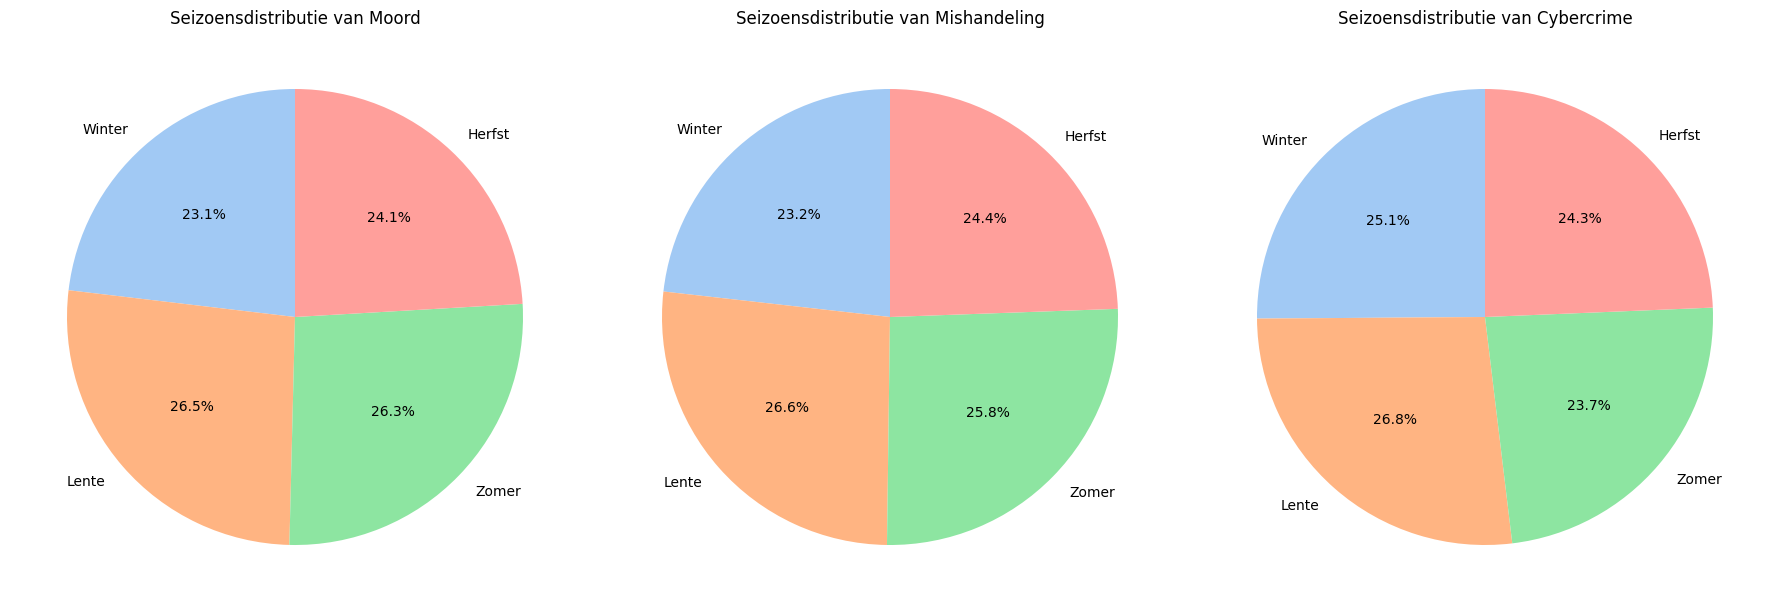 Seizoensdistributie van Moord
Winter
Herfst
23.1%
24.1%
26.5%
26.3%
Lente
Zomer
Seizoensdistributie van Mishandeling
Winter
Herfst
23.2%
24.4%
26.6%
25.8%
Lente
Zomer
Seizoensdistributie van Cybercrime
Winter
Herfst
25.1%
24.3%
26.8%
23.7%
Lente
Zomer